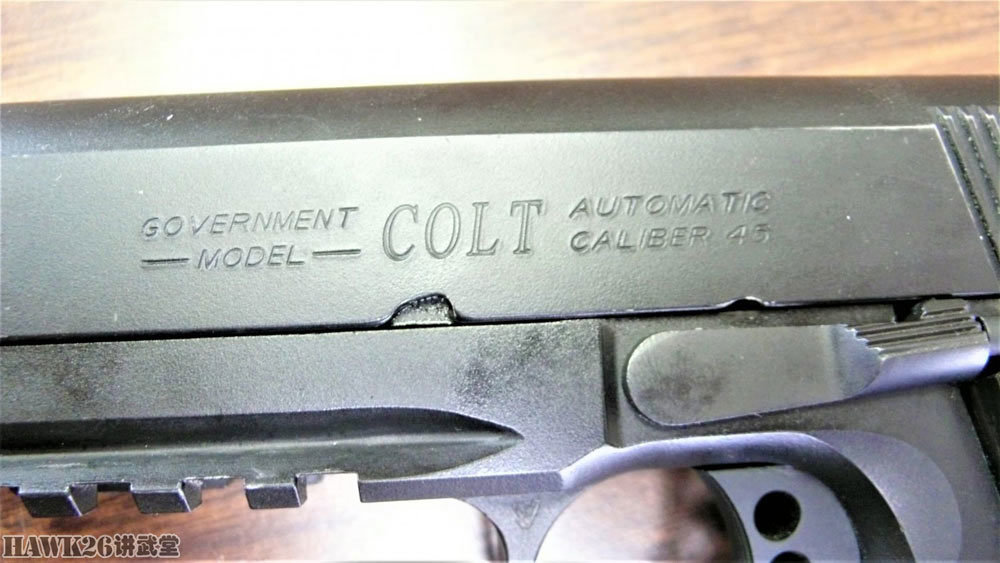 GOVERNMENT
— MODEL —
COLT
AUTOMATIC
CALIBER 45
HAWK26讲武堂